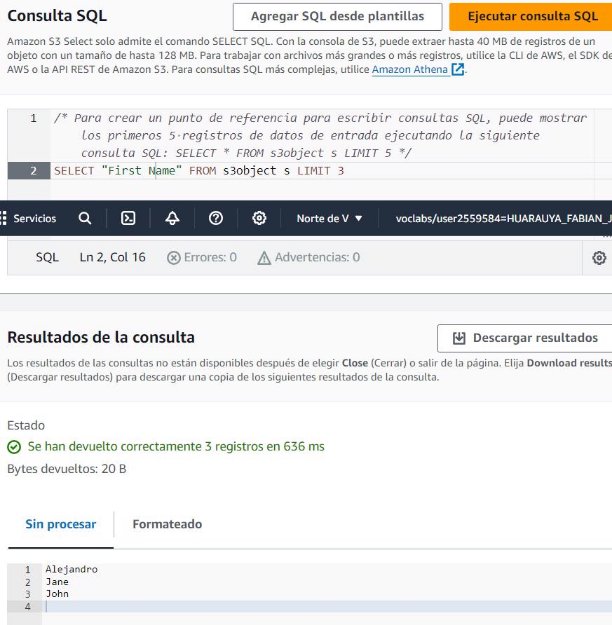 Consulta SQL
Agregar SQL desde plantillas
Ejecutar consulta SQL
Amazon S3 Select solo admite el comando SELECT SQL. Con la consola de S3, puede extraer hasta 40 MB de registros de un
objeto con un tamaño de hasta 128 MB. Para trabajar con archivos más grandes o más registros, utilice la CLI de AWS, el SDK de
AWS o la API REST de Amazon S3. Para consultas SQL más complejas, utilice Amazon Athena
1 /* Para crear un punto de referencia para escribir consultas SQL, puede mostrar
los primeros 5·registros de datos de entrada ejecutando la siguiente
consulta SQL: SELECT * FROM s3object s LIMIT 5 */
2 SELECT "First Name" FROM s3object s LIMIT 3
Servicios
Norte de V ▼
voclabs/user2559584=HUARAUYA_FABIAN_J
SQL Ln 2, Col 16 Errores: 0 Advertencias: 0
Resultados de la consulta
Descargar resultados
Los resultados de las consultas no están disponibles después de elegir Close (Cerrar) o salir de la página. Elija Download results
(Descargar resultados) para descargar una copia de los siguientes resultados de la consulta.
Estado
Se han devuelto correctamente 3 registros en 636 ms
Bytes devueltos: 20 B
Sin procesar Formateado
1 Alejandro
2 Jane
3 John
4